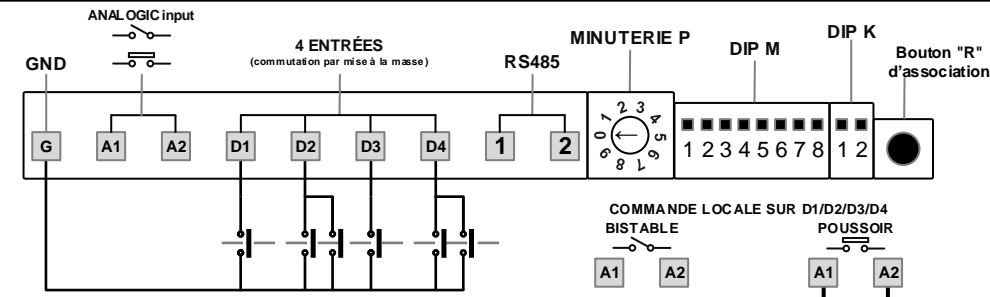 ANALOGIC input
4 ENTRÉES
(commutation par mise à la masse)
GND
RS485
MINUTERIE P
DIP M
DIP K
Bouton "R"
d'association
G
A1
A2
D1
D2
D3
D4
1
2
0 1 2 3 4 5 6 7 8 9
1 2 3 4 5 6 7 8
1 2
COMMANDE LOCALE SUR D1/D2/D3/D4
BISTABLE
POUSSOIR
A1
A2
A1
A2